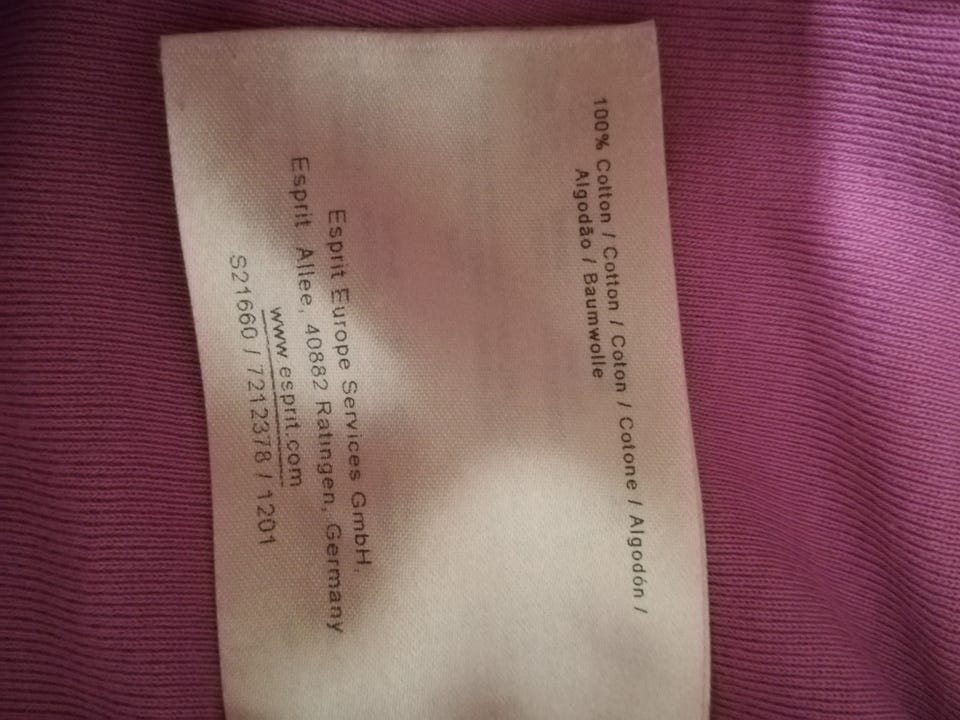 100% Cotton / Cotton / Coton / Cotone / Algodón /
Algodão / Baumwolle
Esprit Europe Services GmbH.
Esprit Allee, 40882 Ratingen, Germany
www.esprit.com
S21660 / 7212378 / 1201